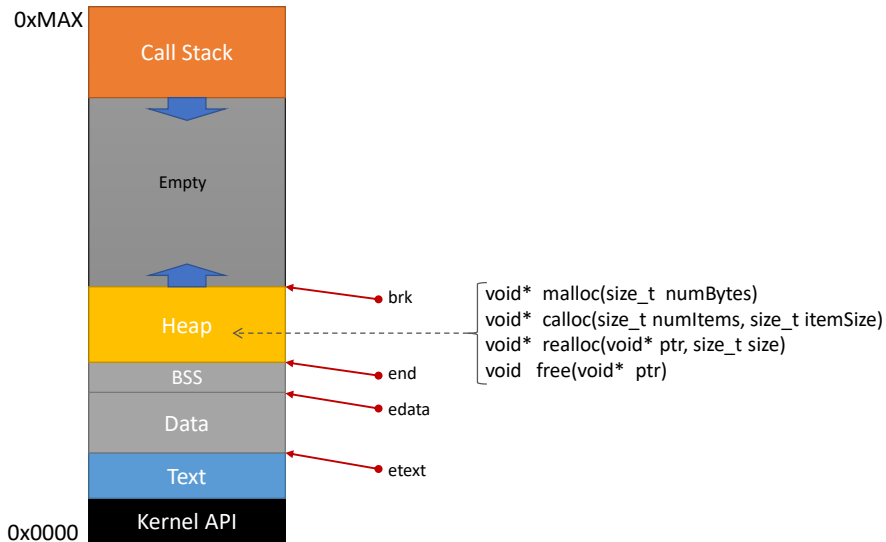 0xMAX
Call Stack
Empty
brk
Heap
void* malloc(size_t numBytes)
void* calloc(size_t numItems, size_t itemSize)
void* realloc(void* ptr, size_t size)
void free(void* ptr)
end
BSS
edata
Data
etext
Text
Kernel API
0x0000